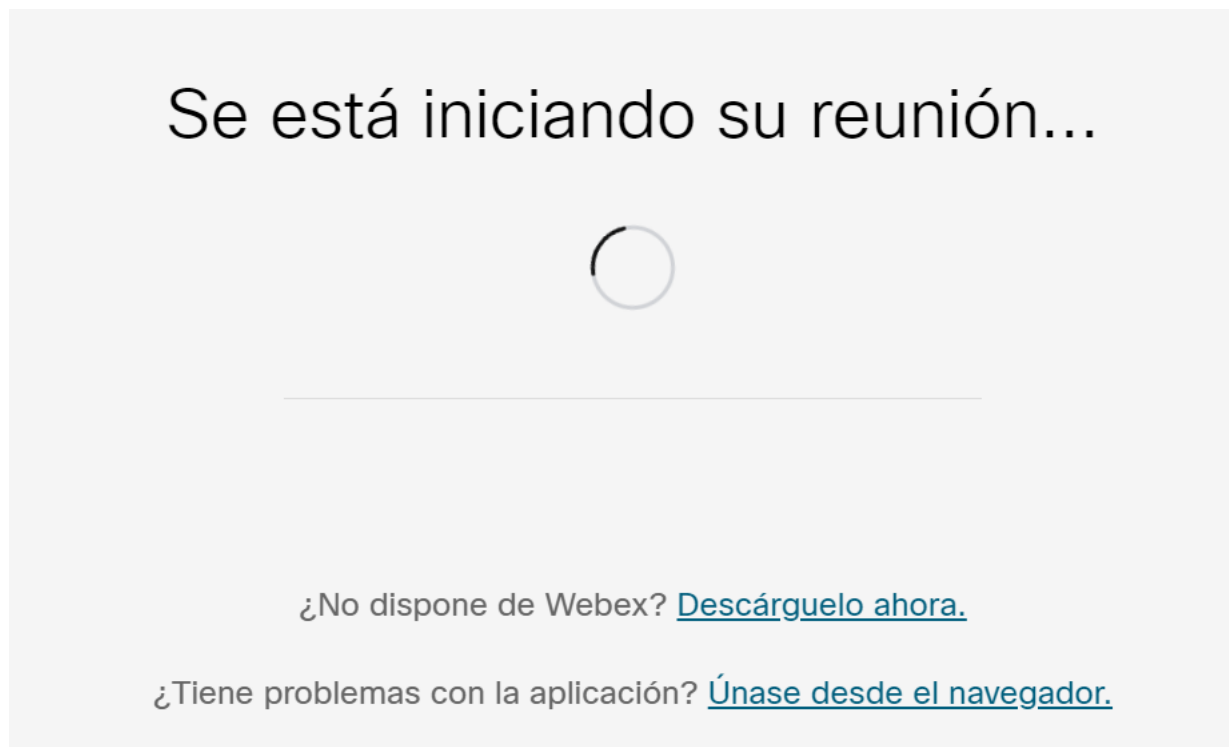 Se está iniciando su reunión...
¿No dispone de Webex? Descárguelo ahora.
¿Tiene problemas con la aplicación? Únase desde el navegador.